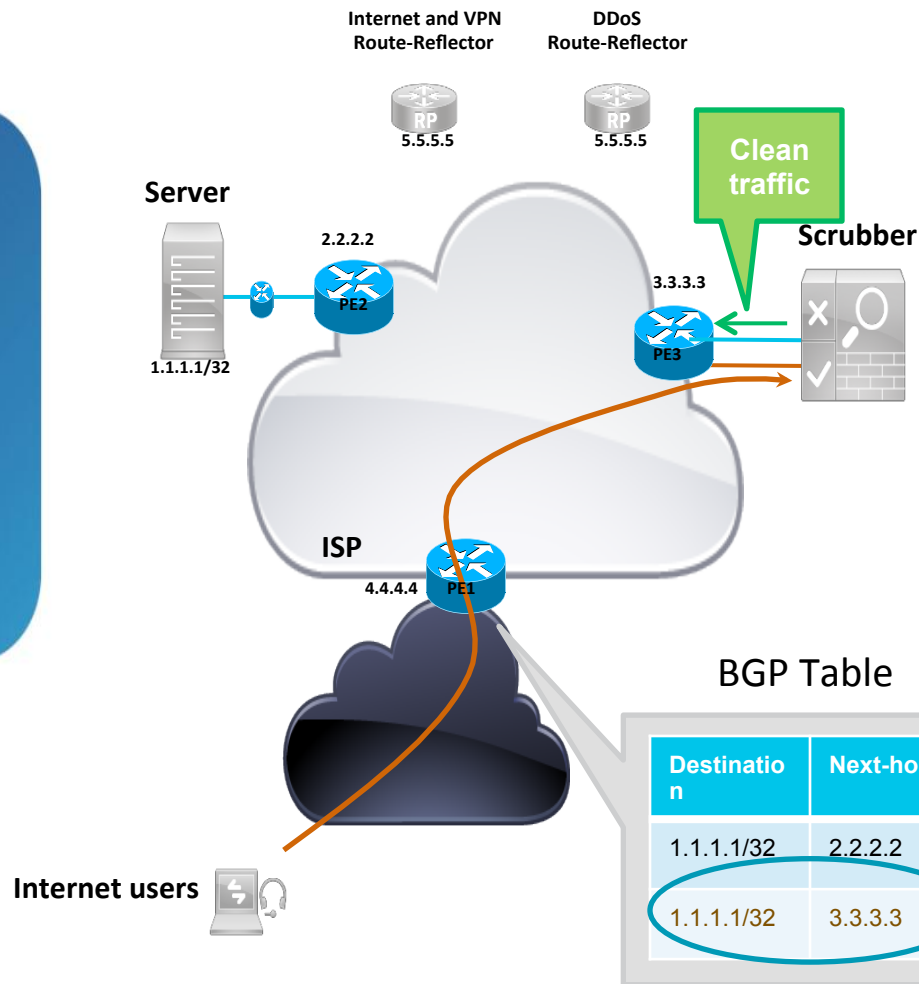 Internet and VPN
Route-Reflector
DDoS
Route-Reflector
RP
5.5.5.5
RP
5.5.5.5
Clean
traffic
Server
Scrubber
2.2.2.2
3.3.3.3
PE2
PE3
1.1.1.1/32
ISP
4.4.4.4
PE1
BGP Table
Destinatio
n
Next-ho
1.1.1.1/32
2.2.2.2
1.1.1.1/32
3.3.3.3
Internet users